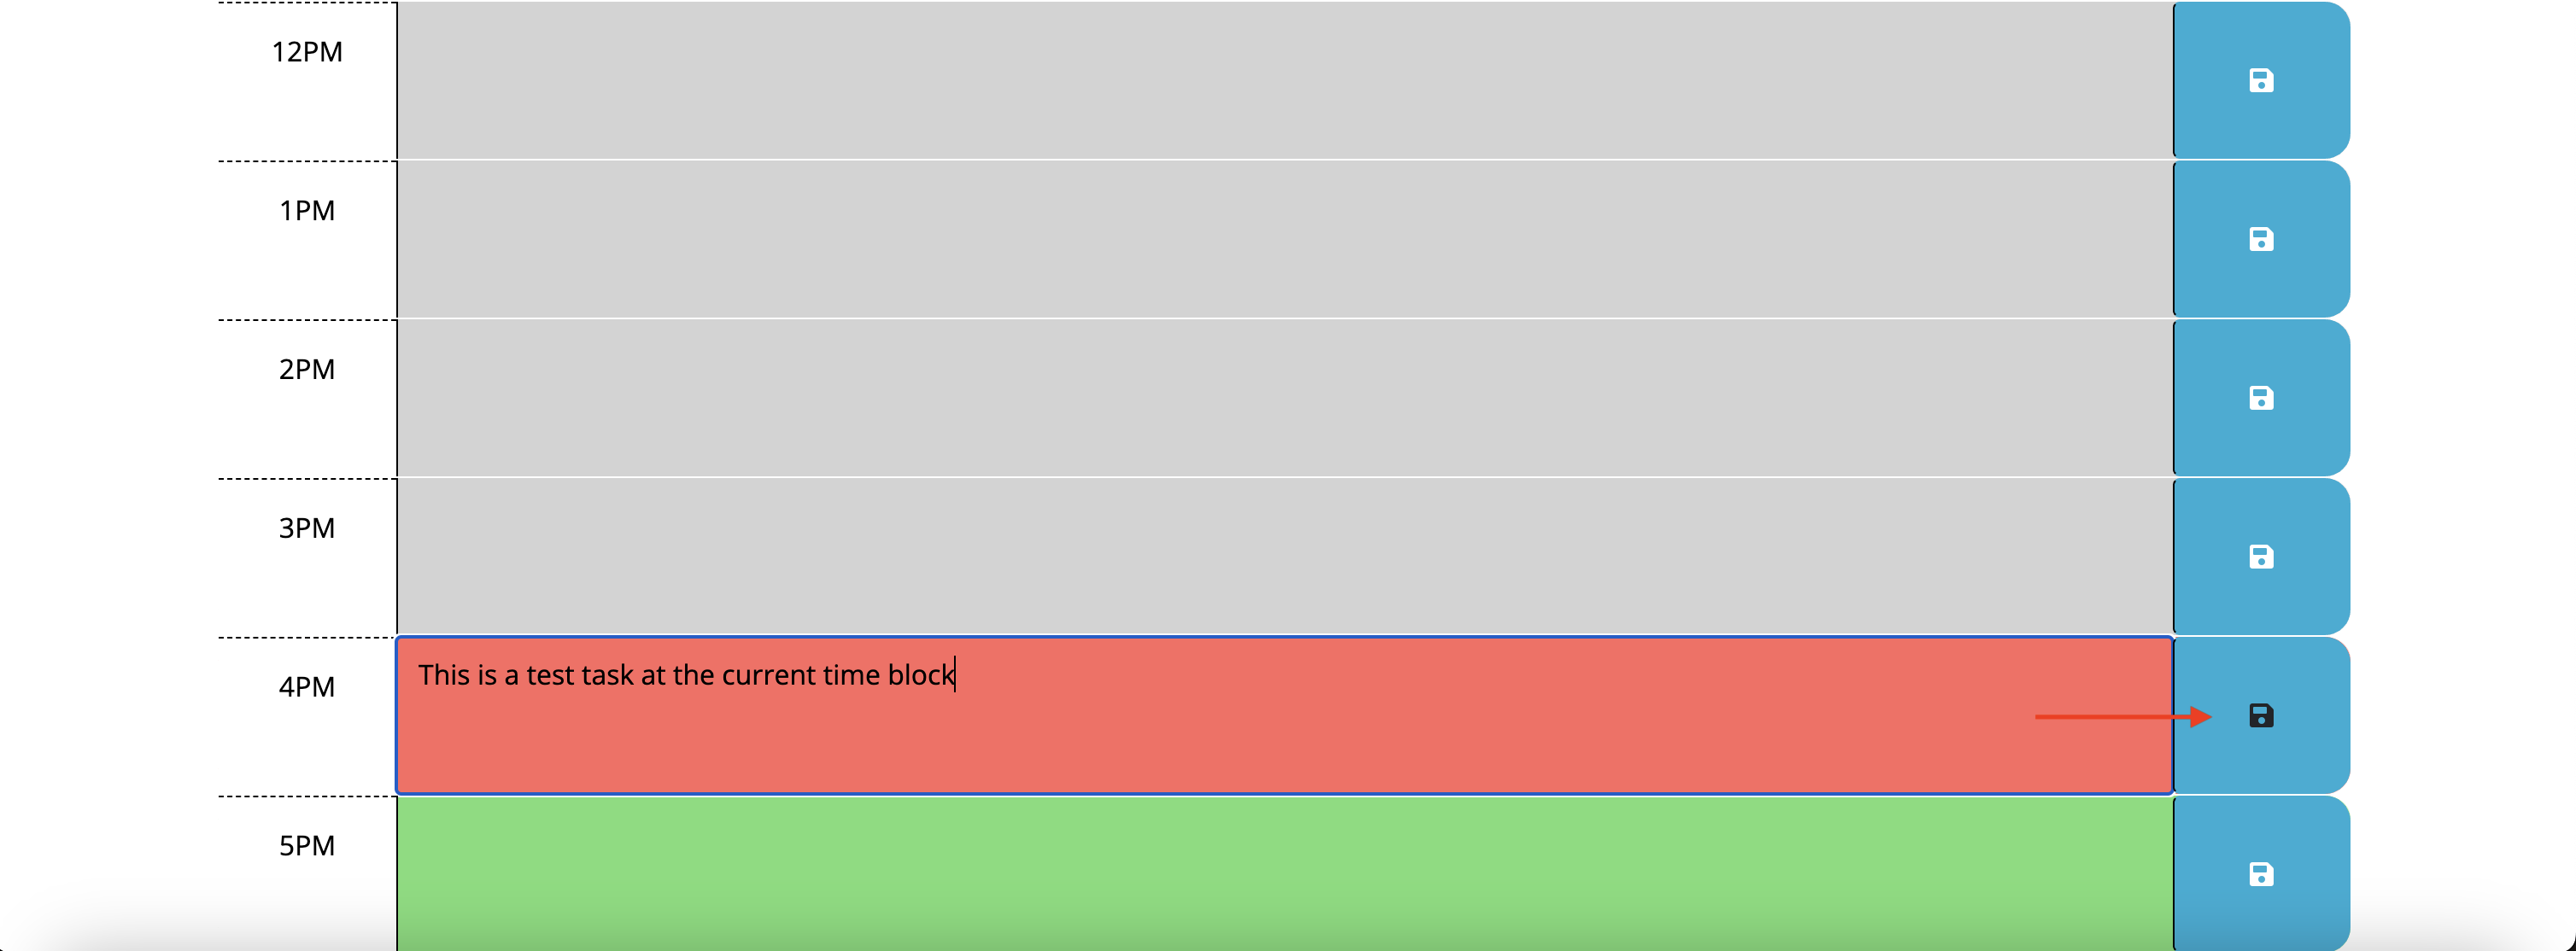 12PM
1PM
2PM
3PM
4PM
This is a test task at the current time block
5PM